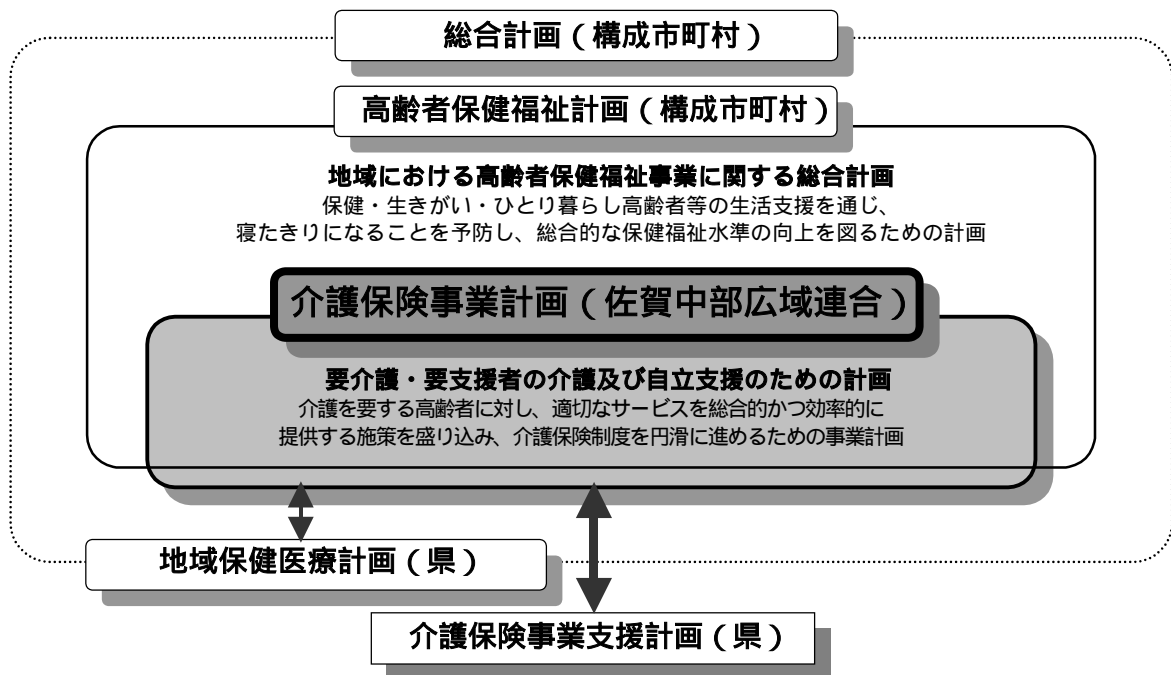 総合計画（構成市町村）
高齢者保健福祉計画（構成市町村）
地域における高齢者保健福祉事業に関する総合計画
保健・生きがい・ひとり暮らし高齢者等の生活支援を通じ、
寝たきりになることを予防し、総合的な保健福祉水準の向上を図るための計画
介護保険事業計画（佐賀中部広域連合）
要介護・要支援者の介護及び自立支援のための計画
介護を要する高齢者に対し、適切なサービスを総合的かつ効率的に
提供する施策を盛り込み、介護保険制度を円滑に進めるための事業計画
地域保健医療計画（県）
介護保険事業支援計画（県）